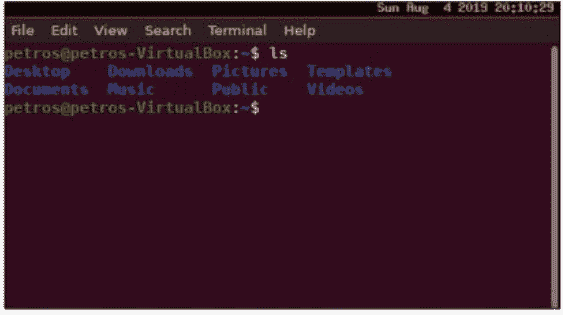 Sun Aug 4 2019 20:10:29
File Edit View Search Terminal Help
petros@petros-VirtualBox:~$ ls
Desktop Downloads Pictures Templates
Documents Music Public Videos
petros@petros-VirtualBox:~$